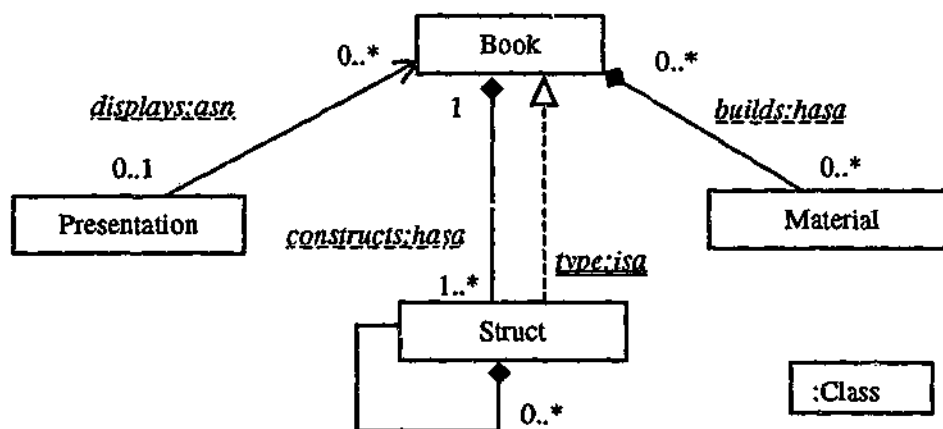 Book
0..*
0..*
displays:asn
1
builds:hasa
0..1
0..*
Presentation
Material
constructs:hasa
type:isa
1..*
Struct
:Class
0..*